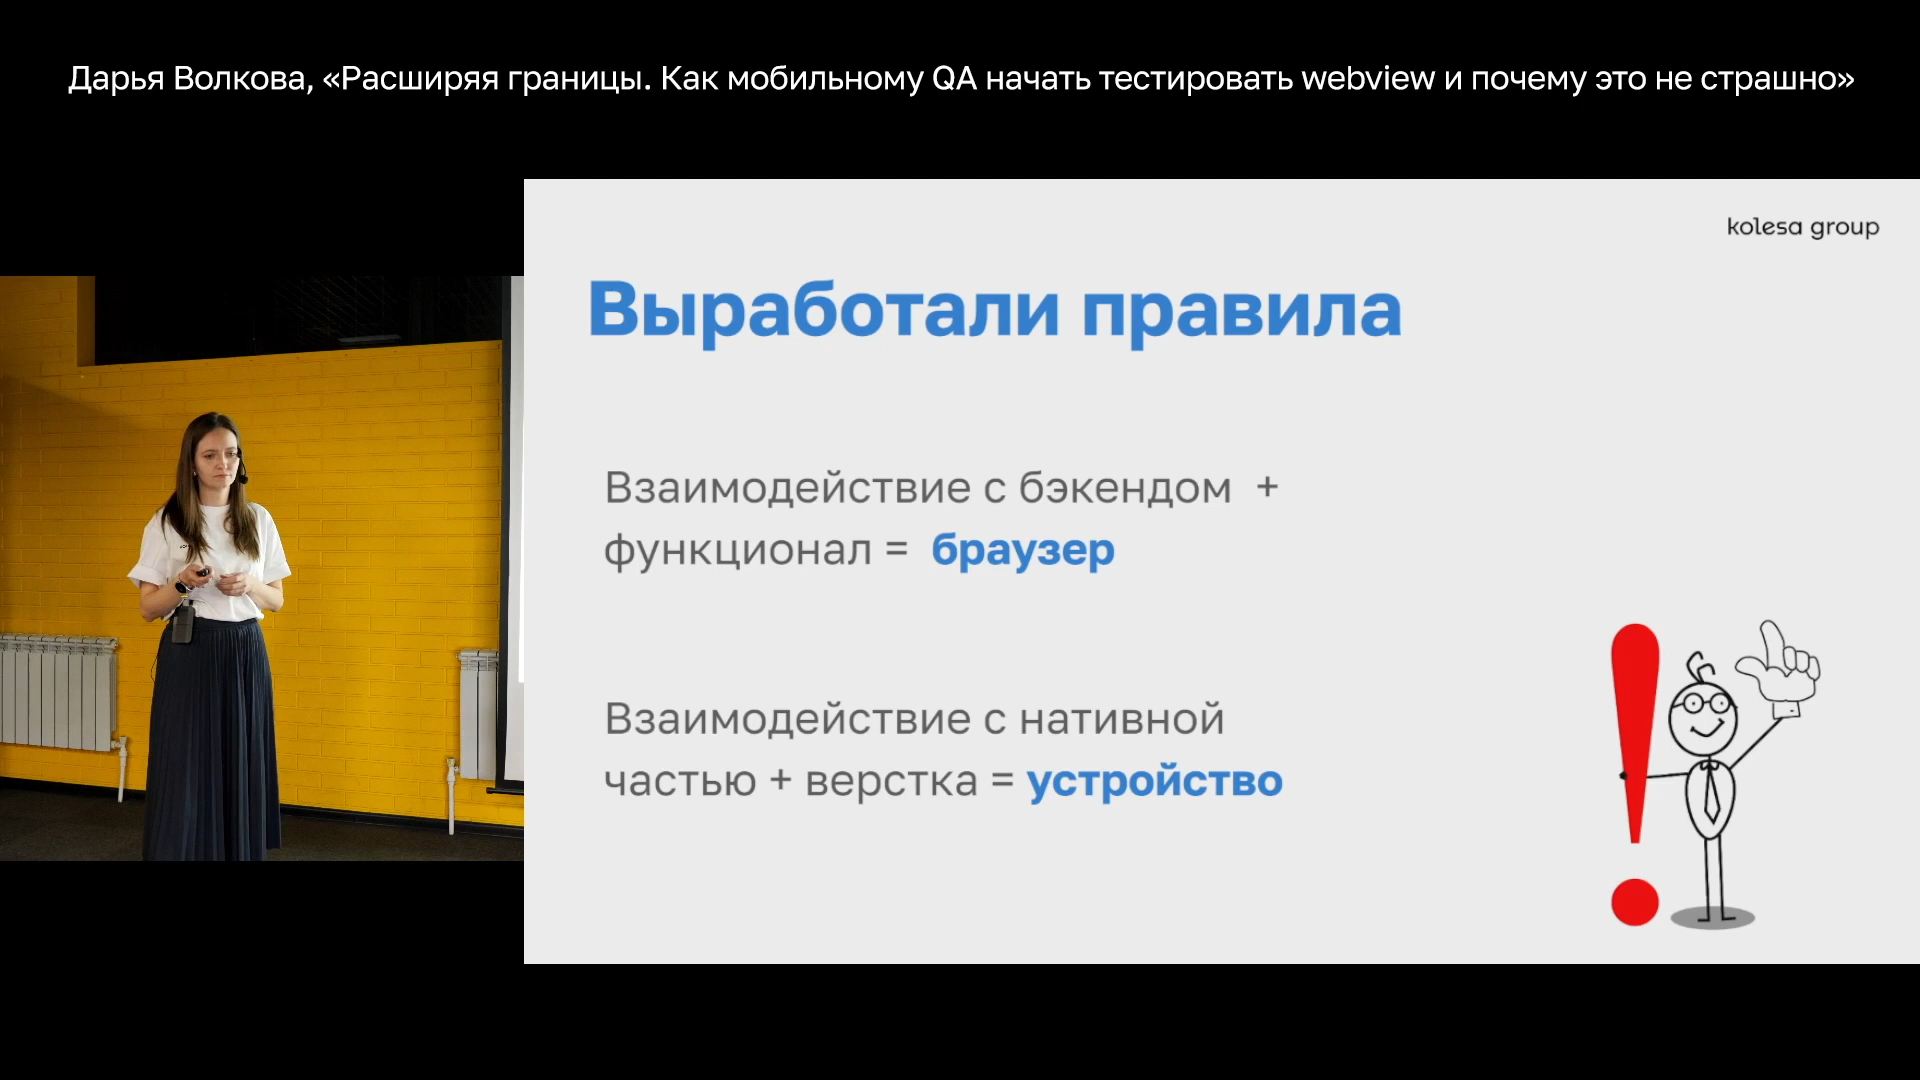 Дарья Волкова, «Расширяя границы. Как мобильному QA начать тестировать webview и почему это не страшно»
kolesa group
Выработали правила
Взаимодействие с бэкендом +
функционал = браузер
Взаимодействие с нативной
частью + верстка = устройство